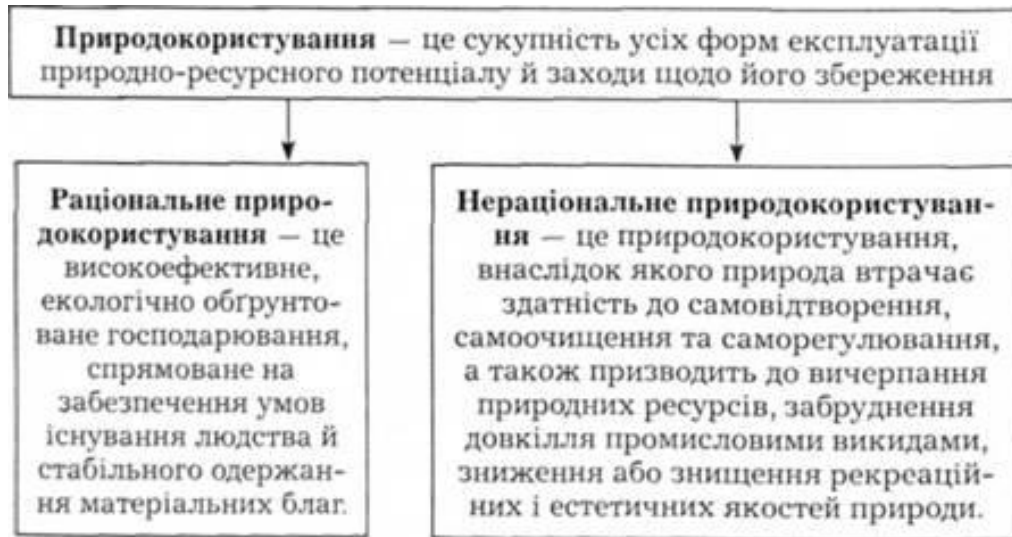 Природокористування — це сукупність усіх форм експлуатації
природно-ресурсного потенціалу й заходи щодо його збереження
Раціональне приро-
докористування — це
високоефективне,
екологічно обґрунто-
ване господарювання,
спрямоване на
забезпечення умов
існування людства й
стабільного одержан-
ня матеріальних благ.
Нераціональне природокористуван-
ня — це природокористування,
внаслідок якого природа втрачає
здатність до самовідтворення,
самоочищення та саморегулювання,
а також призводить до вичерпання
природних ресурсів, забруднення
довкілля промисловими викидами,
зниження або знищення рекреацій-
них і естетичних якостей природи.